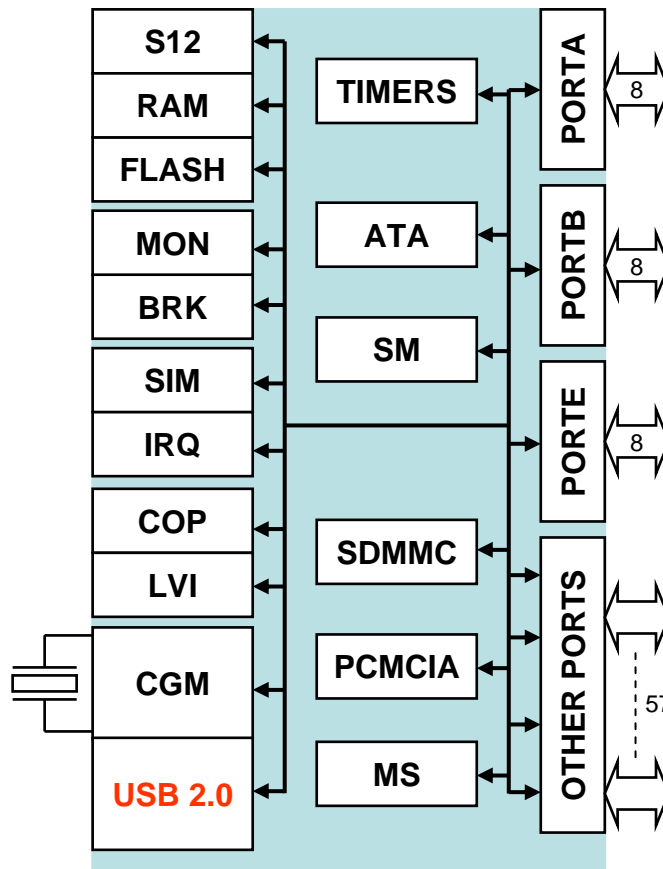 S12
RAM
FLASH
MON
BRK
SIM
IRQ
COP
LVI
CGM
USB 2.0
TIMERS
ATA
SM
SDMMC
PCMCIA
MS
PORTA
PORTB
PORTE
OTHER PORTS
8
8
8
57